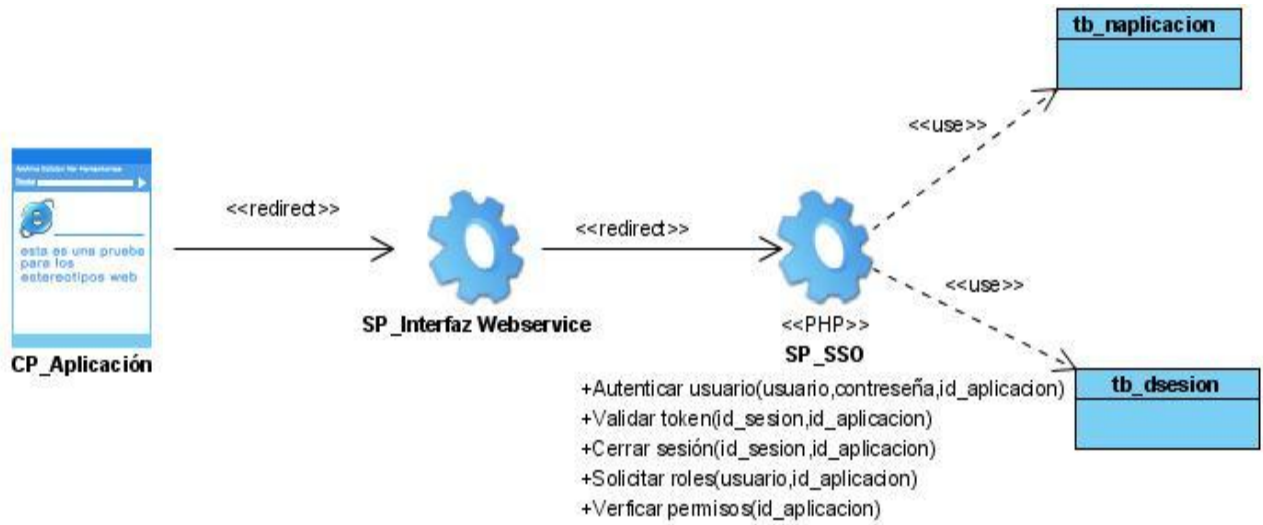 tb_naplicacion
<<use>>
<<redirect>>
<<redirect>>
esta es una prueba
para los
estereotipos web
SP_Interfaz Webservice
CP_Aplicación
<<PHP>>
SP_SSO
<<use>>
tb_dsesion
+Autenticar usuario(usuario,contreseña,id_aplicacion)
+Validar token(id_sesion,id_aplicacion)
+Cerrar sesión(id_sesion,id_aplicacion)
+Solicitar roles(usuario,id_aplicacion)
+Verficar permisos(id_aplicacion)